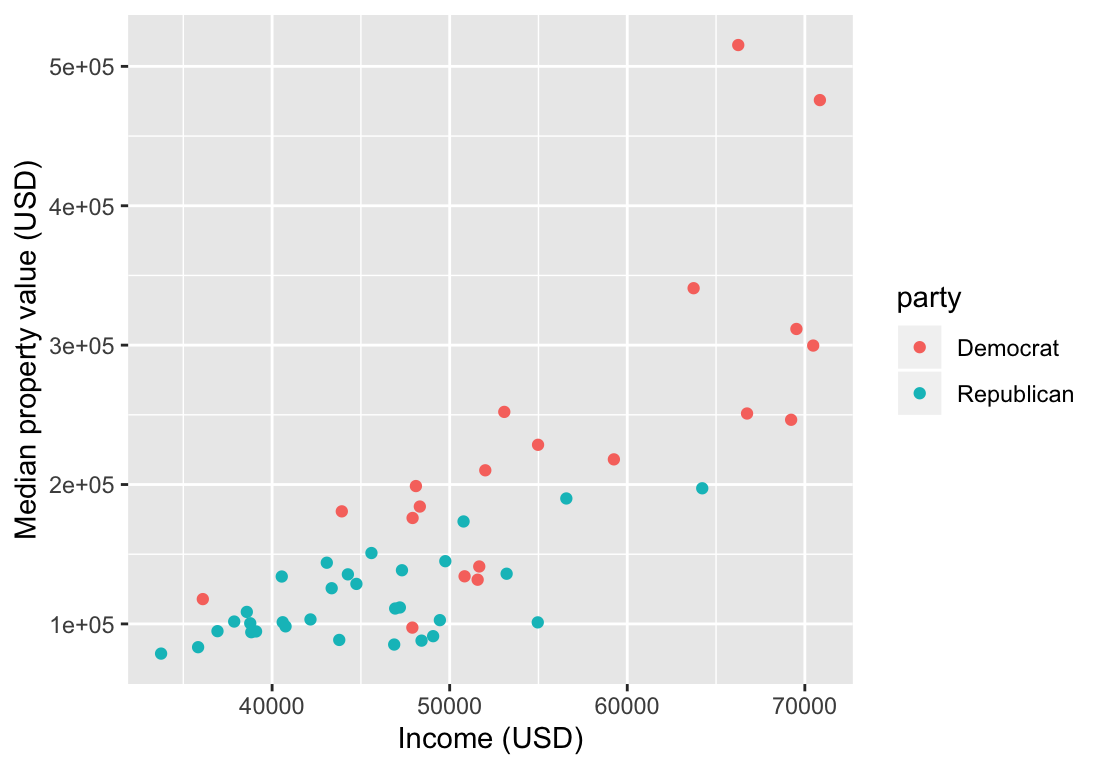 Median property value (USD)
5e+05
4e+05
3e+05
2e+05
1e+05
40000 50000 60000 70000
Income (USD)
party
Democrat
Republican